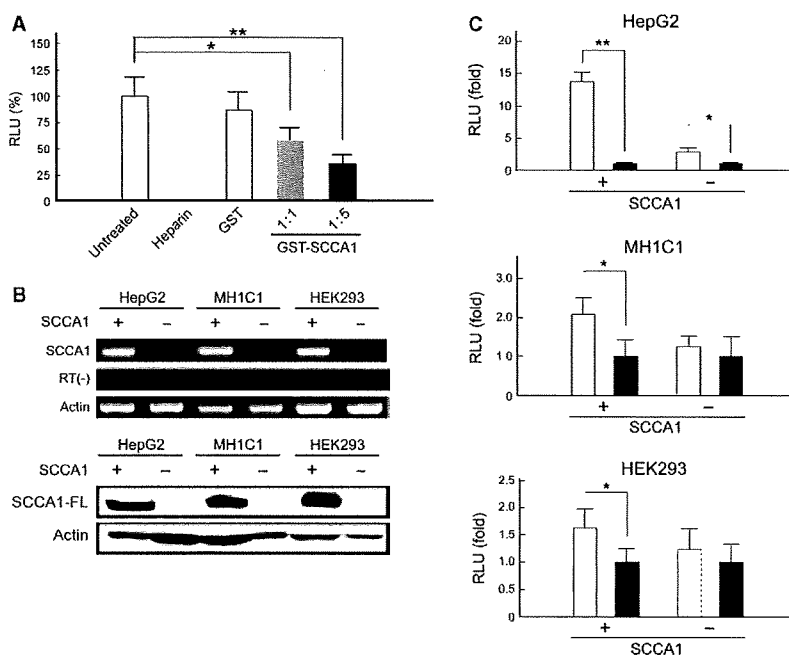 A
**
*
150
125
100
75
50
25
0
RLU (%)
Untreated
Heparin
GST
1:1
1:5
GST-SCCA1
B
HepG2 MH1C1 HEK293
SCCA1 + − + − + −
SCCA1
RT(-)
Actin
HepG2 MH1C1 HEK293
SCCA1 + − + − + −
SCCA1-FL
Actin
C
HepG2
20
15
10
5
0
RLU (fold)
**
*
+ −
SCCA1
MH1C1
3.0
2.0
1.0
0
RLU (fold)
*
+ −
SCCA1
HEK293
2.5
2.0
1.5
1.0
0.5
0
RLU (fold)
*
+ −
SCCA1